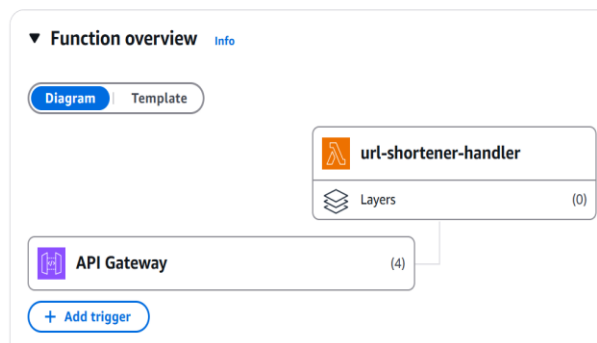 ▼ Function overview Info
Diagram | Template
url-shortener-handler
Layers (0)
API Gateway (4)
+ Add trigger